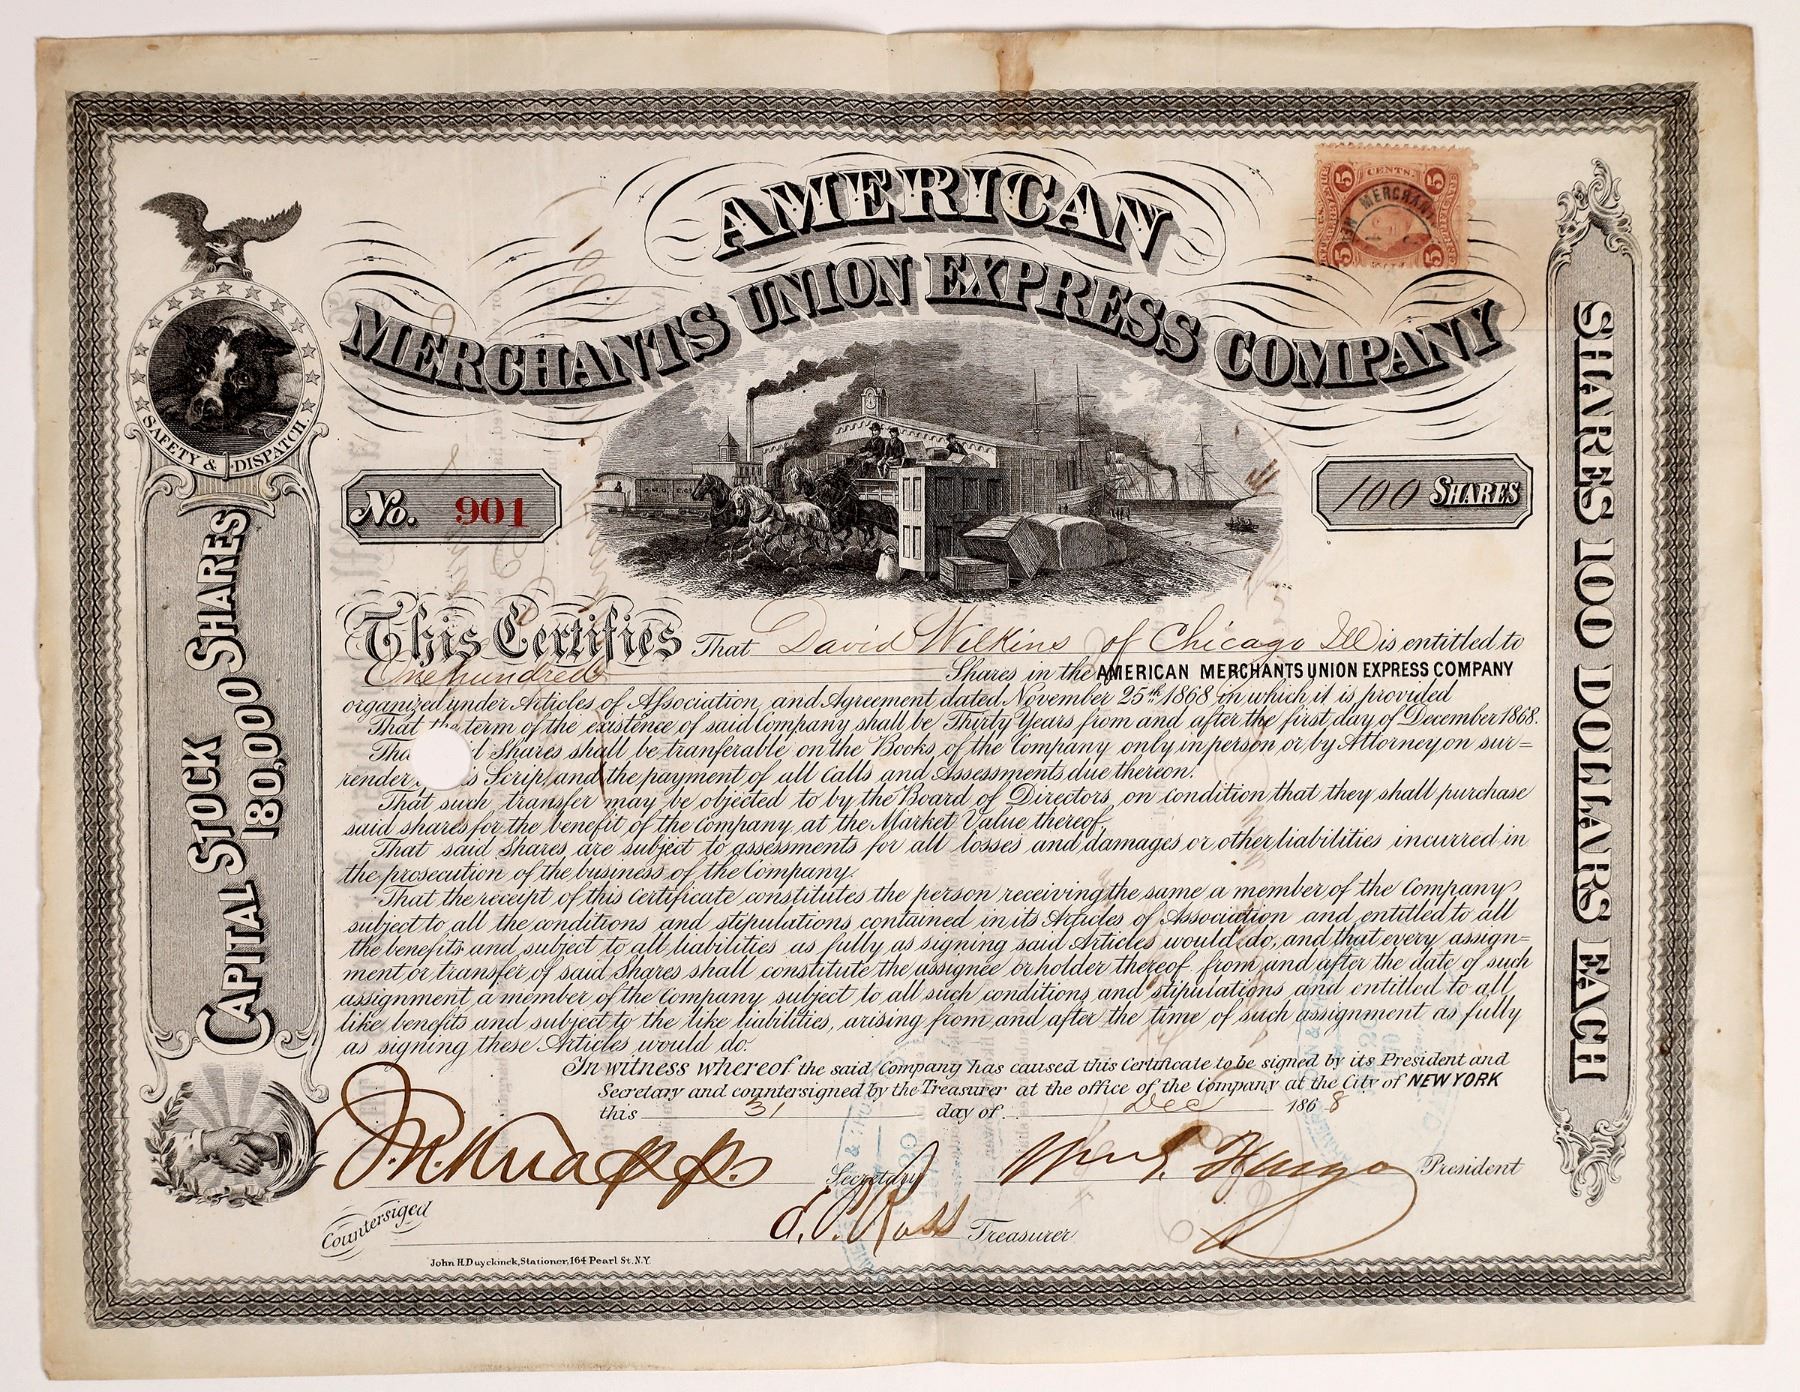 AMERICAN
MERCHANTS UNION EXPRESS COMPANY
5 CENTS. 5
MERCHAN
5 5
SAFETY & DISPATCH.
No. 901
100 SHARES
CAPITAL STOCK
180,000 SHARES
SHARES 100 DOLLARS EACH
This Certifies That David Wilkins of Chicago Ill is entitled to
One hundred Shares in the AMERICAN MERCHANTS UNION EXPRESS COMPANY
organized under Articles of Association, and Agreement dated November 25th 1868 in which it is provided
That the term of the existence of said Company shall be Thirty Years from and after the first day of December 1868.
Shares shall be tranferable on the Books of the Company only in person or by Attorney on sur=
render Scrip and the payment of all Calls and Assessments due thereon.
That such transfer may be objected to by the Board of Directors, on condition that they shall purchase
said shares for the benefit of the Company, at the Market Value thereof.
That said Shares are subject to assessments for all losses and damages or other liabilities incurred in
the prosecution of the business of the Company.
That the receipt of this Certificate constitutes the person receiving the same a member of the Company
subject to all the conditions and stipulations contained in its Articles of Association and entitled to all
the benefits and subject to all liabilities as fully as signing said Articles would do, and that every assign=
ment or transfer of said Shares shall constitute the assignee or holder thereof from and after the date of such
assignment a member of the Company subject to all such conditions and stipulations and entitled to all
like benefits and subject to the like liabilities, arising from and after the time of such assignment as fully
as signing these Articles would do.
In witness whereof the said Company has caused this Certificate to be signed by its President and
Secretary and countersigned by the Treasurer at the office of the Company at the City of NEW YORK
this 31 day of Dec 1868
J.N. Knapp Secretary Wm G. Fargo President
Countersiged Ross Treasurer
John H. Duyckinck, Stationer, 164 Pearl St. N.Y.